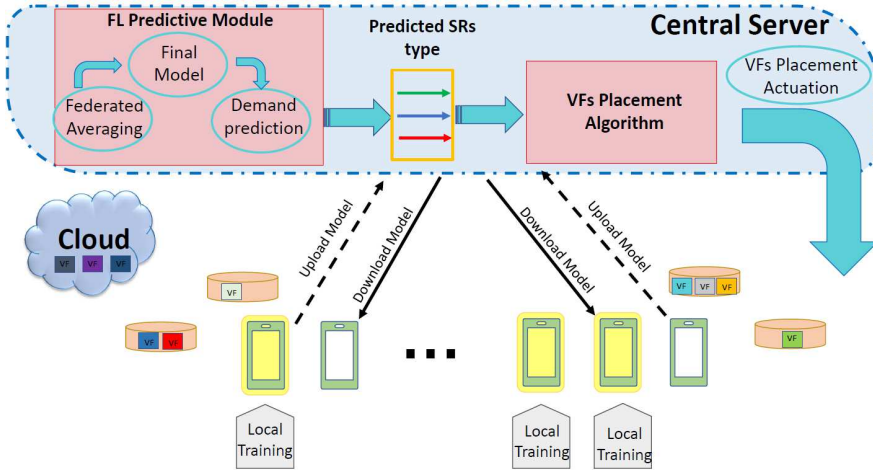 FL Predictive Module
Final
Model
Federated
Averaging
Demand
prediction
Predicted SRs
type
Central Server
VFs Placement
Algorithm
VFs Placement
Actuation
Cloud
VF
VF
VF
Upload Model
Download Model
Download Model
Upload Model
VF
VF
VF
VF
VF
VF
VF
Local
Training
Local
Training
Local
Training